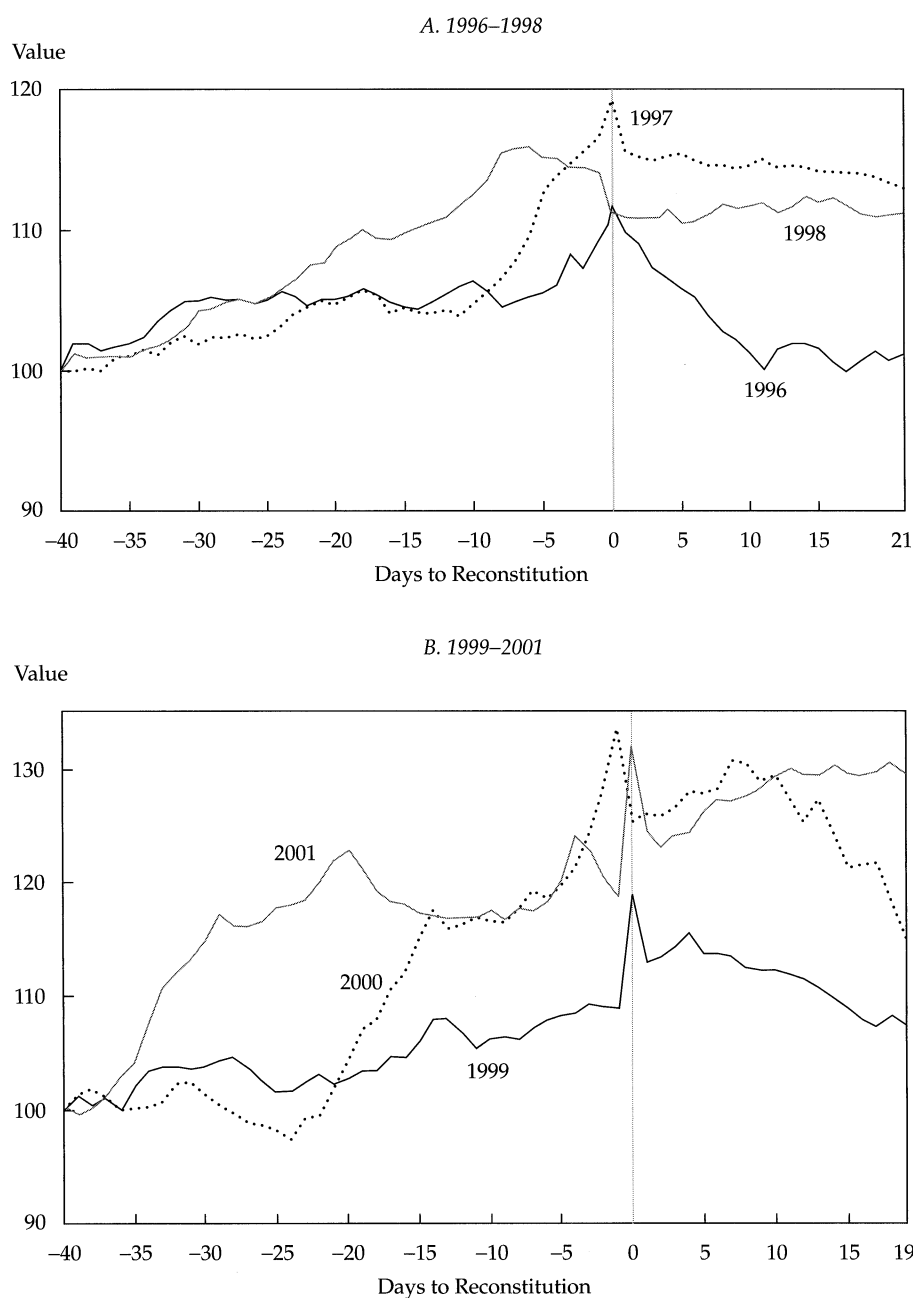 A. 1996–1998
Value
120
1997
110
1998
100
1996
90
–40 –35 –30 –25 –20 –15 –10 –5 0 5 10 15 21
Days to Reconstitution
B. 1999–2001
Value
130
2001
120
2000
110
1999
100
90
–40 –35 –30 –25 –20 –15 –10 –5 0 5 10 15 19
Days to Reconstitution